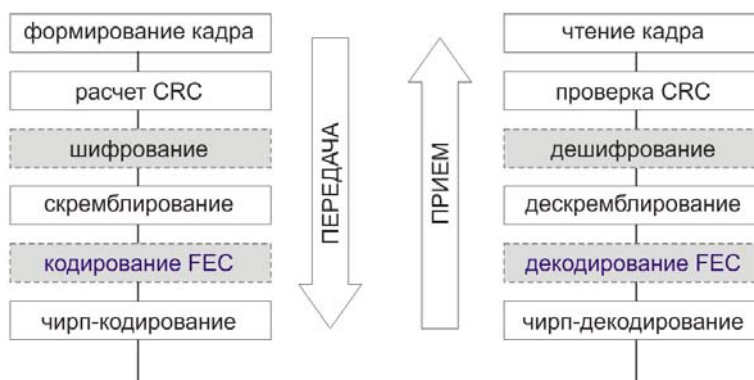 формирование кадра
расчет CRC
шифрование
скремблирование
кодирование FEC
чирп-кодирование
ПЕРЕДАЧА
ПРИЕМ
чтение кадра
проверка CRC
дешифрование
дескремблирование
декодирование FEC
чирп-декодирование